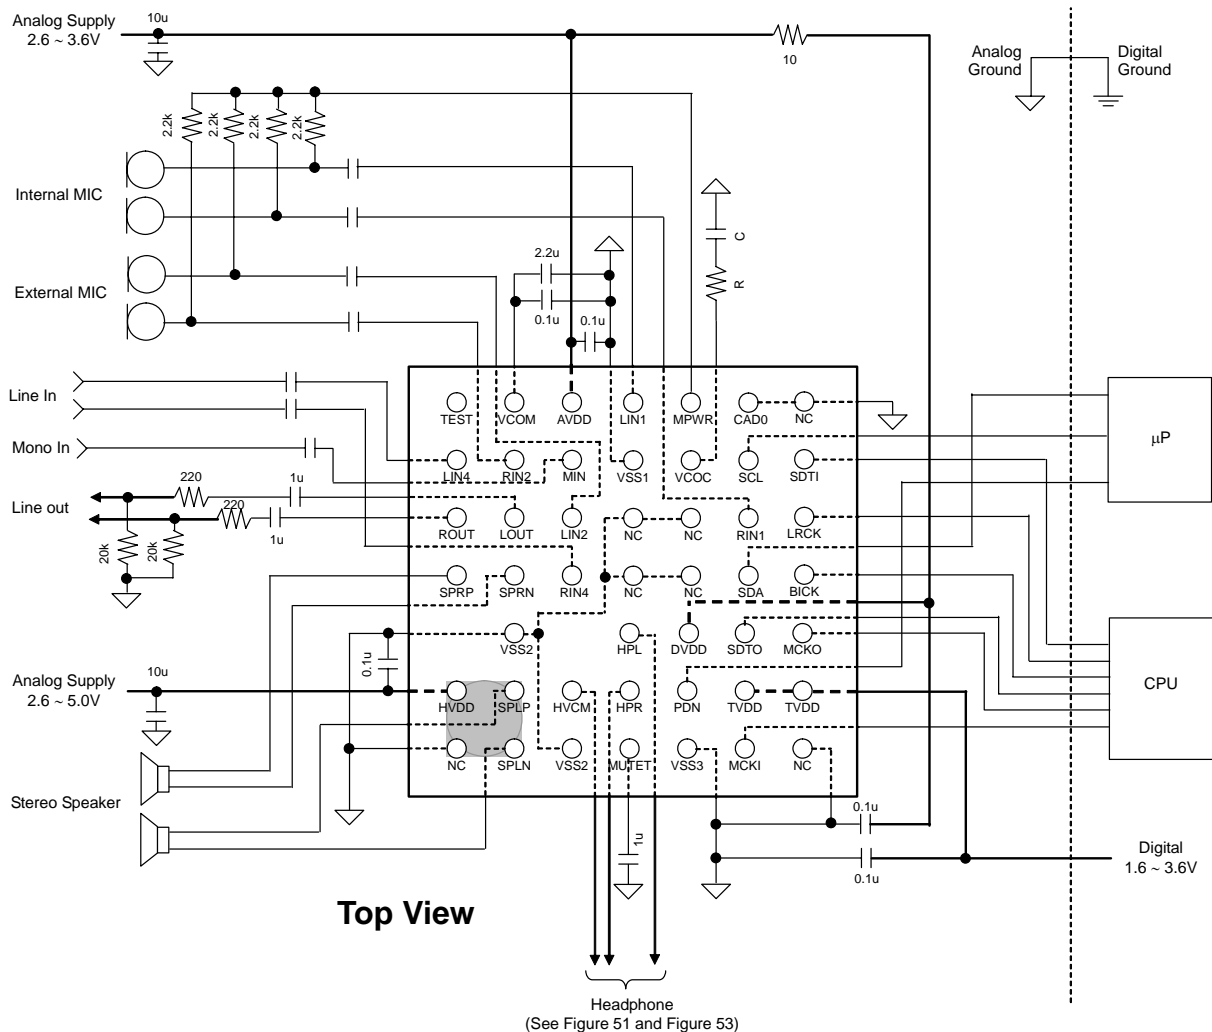 Analog Supply
2.6 ~ 3.6V
10u
10
Analog
Ground
Digital
Ground
2.2k
2.2k
2.2k
2.2k
Internal MIC
External MIC
C
R
2.2u
0.1u
0.1u
Line In
Mono In
Line out
220
1u
220
1u
20k
20k
TEST
VCOM
AVDD
LIN1
MPWR
CAD0
NC
LIN4
RIN2
MIN
VSS1
VCOC
SCL
SDTI
ROUT
LOUT
LIN2
NC
NC
RIN1
LRCK
SPRP
SPRN
RIN4
NC
NC
SDA
BICK
VSS2
HPL
DVDD
SDTO
MCKO
HVDD
SPLP
HVCM
HPR
PDN
TVDD
TVDD
NC
SPLN
VSS2
MUTET
VSS3
MCKI
NC
μP
CPU
0.1u
Analog Supply
2.6 ~ 5.0V
10u
Stereo Speaker
1u
0.1u
0.1u
Digital
1.6 ~ 3.6V
Top View
Headphone
(See Figure 51 and Figure 53)